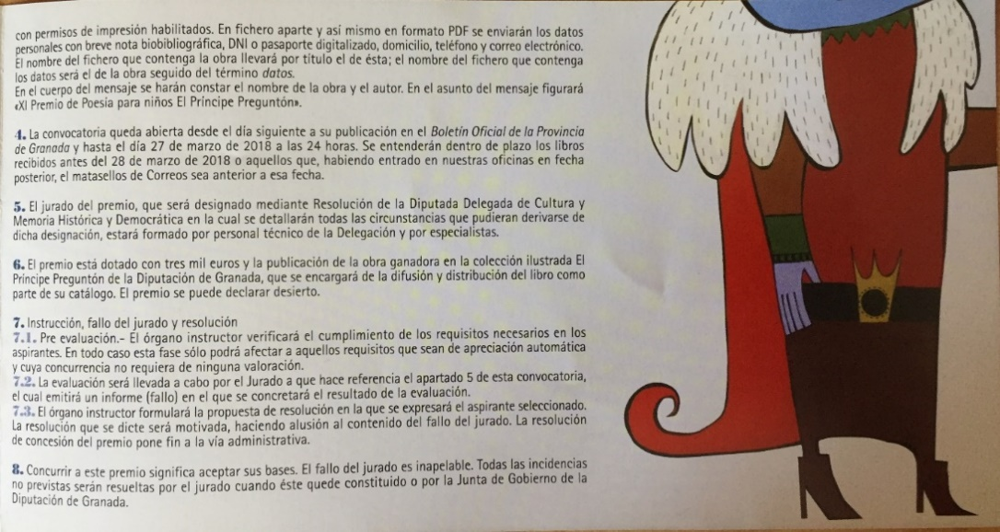 con permisos de impresión habilitados. En fichero aparte y así mismo en formato PDF se enviarán los datos
personales con breve nota biobibliográfica, DNI o pasaporte digitalizado, domicilio, teléfono y correo electrónico.
El nombre del fichero que contenga la obra llevará por título el de ésta; el nombre del fichero que contenga
los datos será el de la obra seguido del término datos.
En el cuerpo del mensaje se harán constar el nombre de la obra y el autor. En el asunto del mensaje figurará
«XI Premio de Poesía para niños El Príncipe Preguntón».
4. La convocatoria queda abierta desde el día siguiente a su publicación en el Boletín Oficial de la Provincia
de Granada y hasta el día 27 de marzo de 2018 a las 24 horas. Se entenderán dentro de plazo los libros
recibidos antes del 28 de marzo de 2018 o aquellos que, habiendo entrado en nuestras oficinas en fecha
posterior, el matasellos de Correos sea anterior a esa fecha.
5. El jurado del premio, que será designado mediante Resolución de la Diputada Delegada de Cultura y
Memoria Histórica y Democrática en la cual se detallarán todas las circunstancias que pudieran derivarse de
dicha designación, estará formado por personal técnico de la Delegación y por especialistas.
6. El premio está dotado con tres mil euros y la publicación de la obra ganadora en la colección ilustrada El
Príncipe Preguntón de la Diputación de Granada, que se encargará de la difusión y distribución del libro como
parte de su catálogo. El premio se puede declarar desierto.
7. Instrucción, fallo del jurado y resolución
7.1. Pre evaluación.- El órgano instructor verificará el cumplimiento de los requisitos necesarios en los
aspirantes. En todo caso esta fase sólo podrá afectar a aquellos requisitos que sean de apreciación automática
y cuya concurrencia no requiera de ninguna valoración.
7.2. La evaluación será llevada a cabo por el Jurado a que hace referencia el apartado 5 de esta convocatoria,
el cual emitirá un informe (fallo) en el que se concretará el resultado de la evaluación.
7.3. El órgano instructor formulará la propuesta de resolución en la que se expresará el aspirante seleccionado.
La resolución que se dicte será motivada, haciendo alusión al contenido del fallo del jurado. La resolución
de concesión del premio pone fin a la vía administrativa.
8. Concurrir a este premio significa aceptar sus bases. El fallo del jurado es inapelable. Todas las incidencias
no previstas serán resueltas por el jurado cuando éste quede constituido o por la Junta de Gobierno de la
Diputación de Granada.